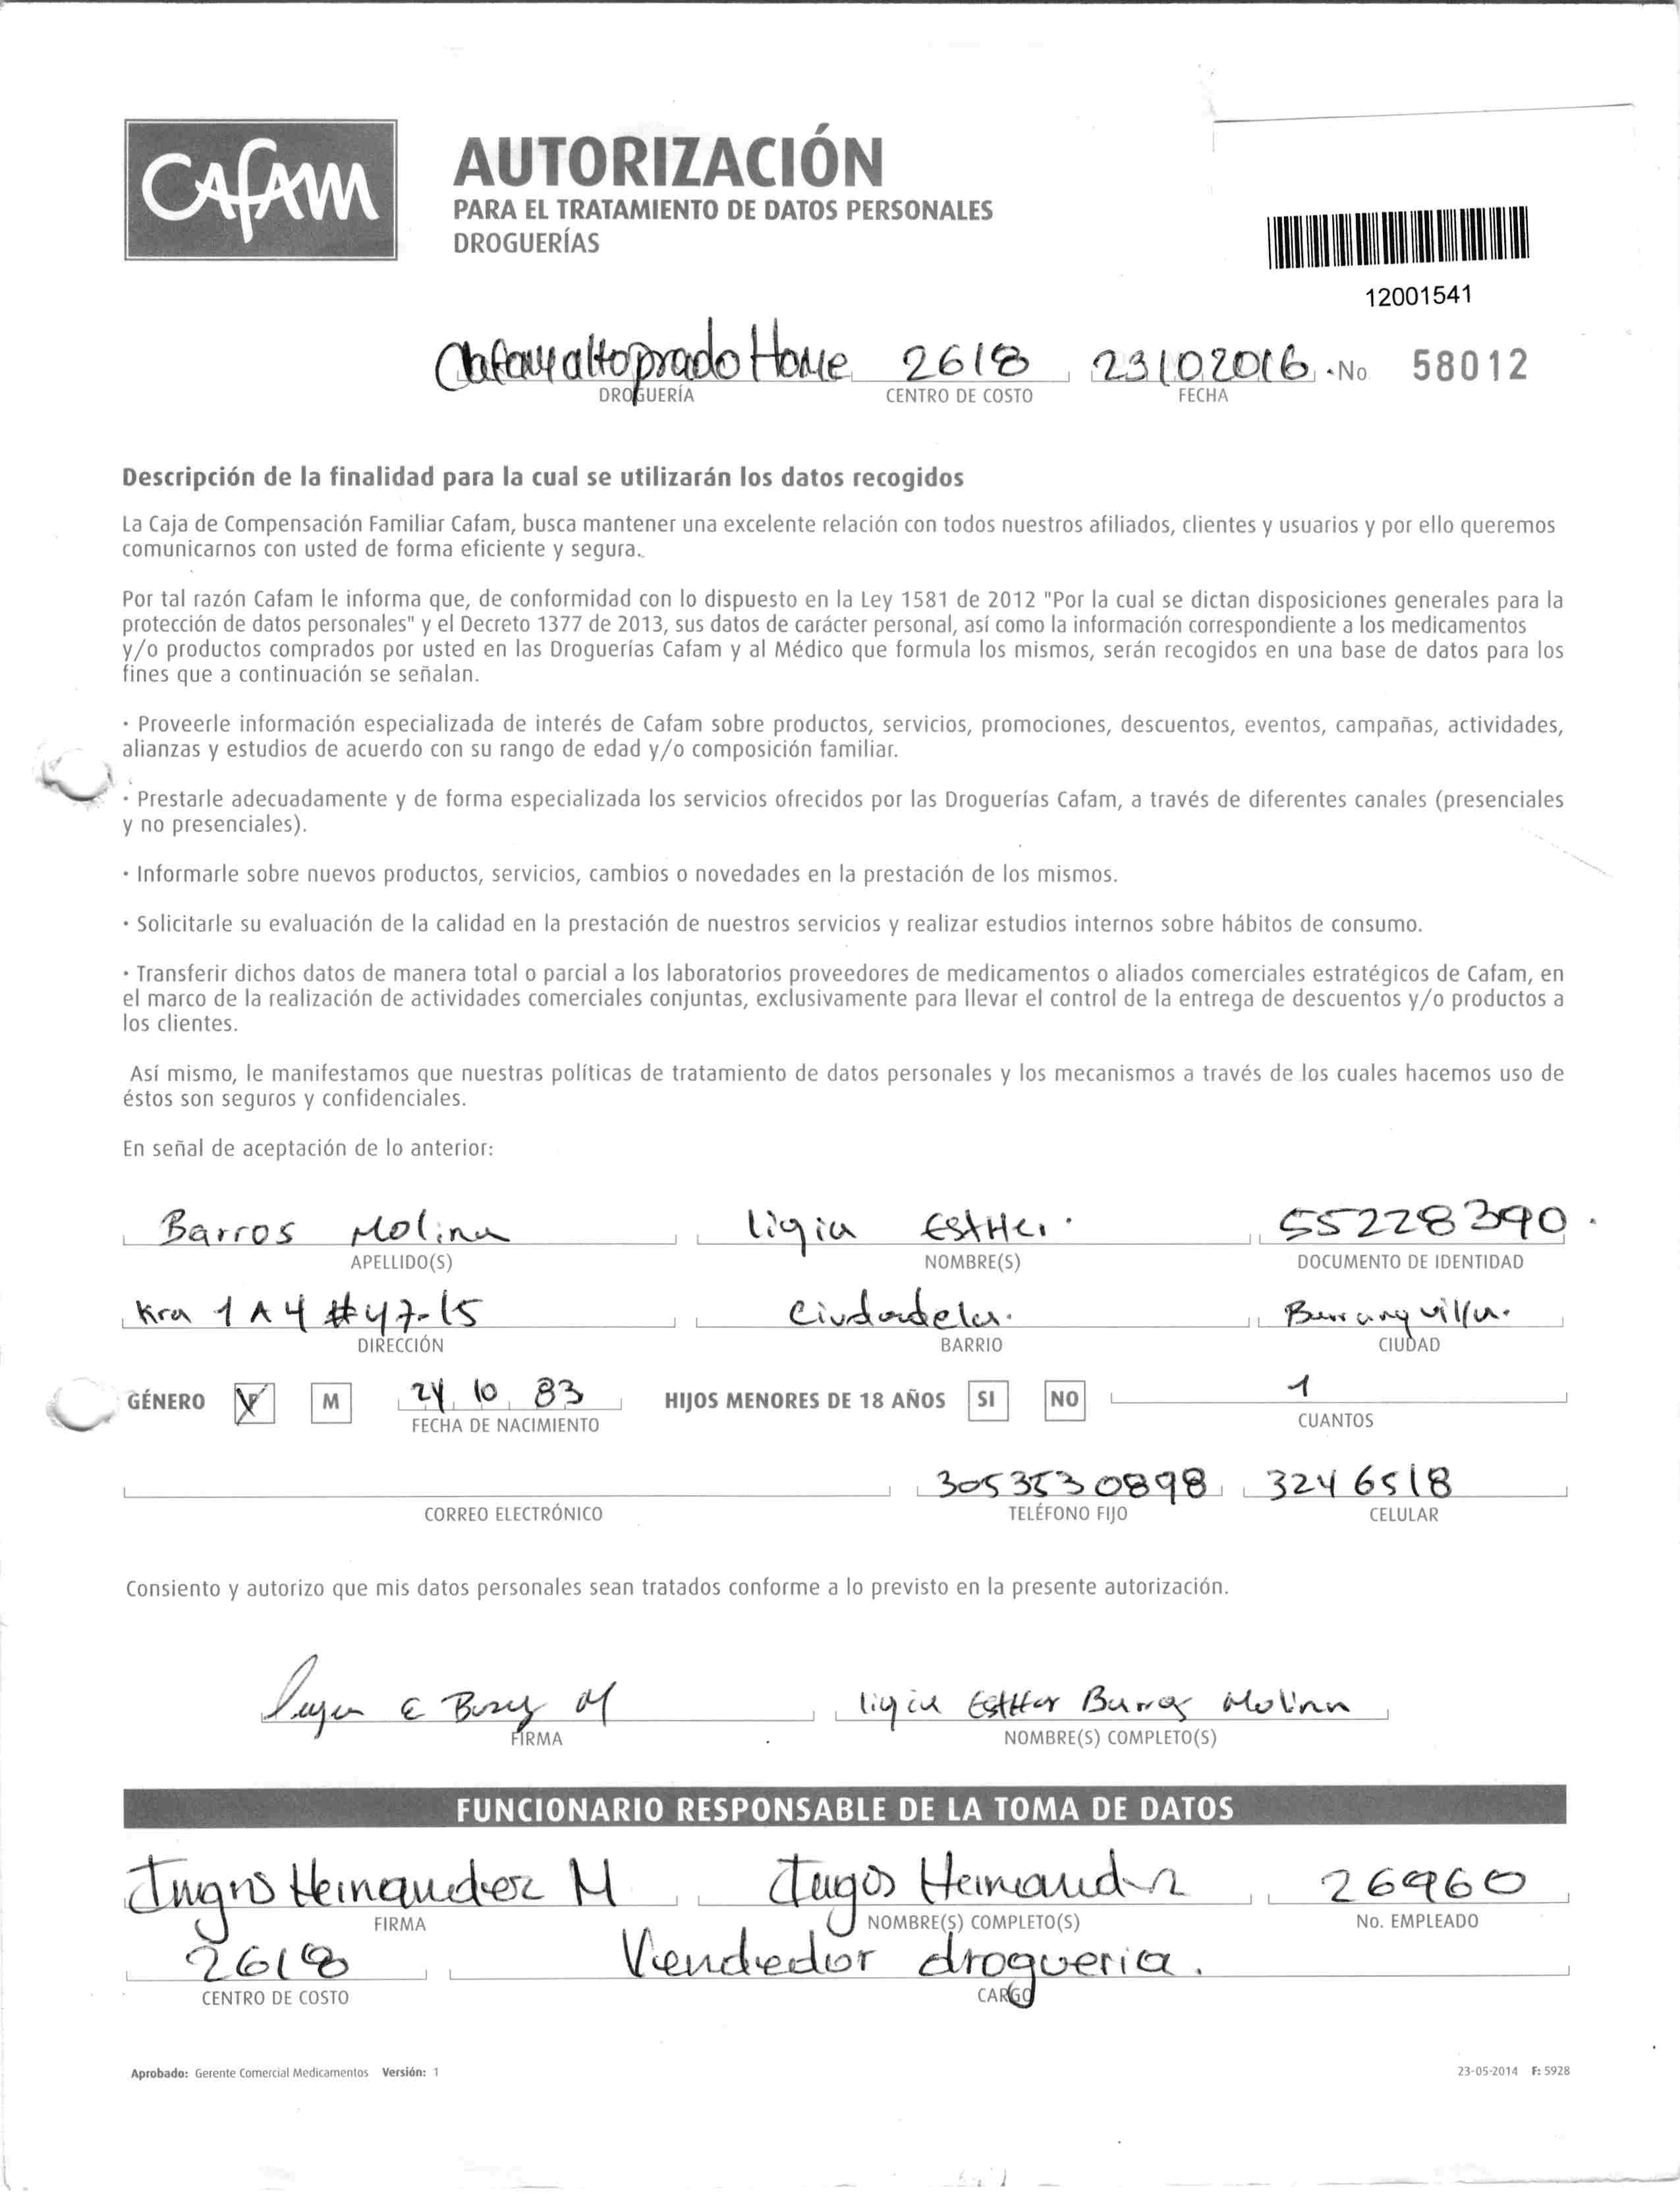 Cafam
AUTORIZACIÓN
PARA EL TRATAMIENTO DE DATOS PERSONALES
DROGUERÍAS
12001541
altoprado 2618 23102016 No 58012
DROGUERÍA CENTRO DE COSTO FECHA
Descripción de la finalidad para la cual se utilizarán los datos recogidos
La Caja de Compensación Familiar Cafam, busca mantener una excelente relación con todos nuestros afiliados, clientes y usuarios y por ello queremos
comunicarnos con usted de forma eficiente y segura.
Por tal razón Cafam le informa que, de conformidad con lo dispuesto en la Ley 1581 de 2012 "Por la cual se dictan disposiciones generales para la
protección de datos personales" y el Decreto 1377 de 2013, sus datos de carácter personal, así como la información correspondiente a los medicamentos
y/o productos comprados por usted en las Droguerías Cafam y al Médico que formula los mismos, serán recogidos en una base de datos para los
fines que a continuación se señalan.
· Proveerle información especializada de interés de Cafam sobre productos, servicios, promociones, descuentos, eventos, campañas, actividades,
alianzas y estudios de acuerdo con su rango de edad y/o composición familiar.
· Prestarle adecuadamente y de forma especializada los servicios ofrecidos por las Droguerías Cafam, a través de diferentes canales (presenciales
y no presenciales).
· Informarle sobre nuevos productos, servicios, cambios o novedades en la prestación de los mismos.
· Solicitarle su evaluación de la calidad en la prestación de nuestros servicios y realizar estudios internos sobre hábitos de consumo.
· Transferir dichos datos de manera total o parcial a los laboratorios proveedores de medicamentos o aliados comerciales estratégicos de Cafam, en
el marco de la realización de actividades comerciales conjuntas, exclusivamente para llevar el control de la entrega de descuentos y/o productos a
los clientes.
Así mismo, le manifestamos que nuestras políticas de tratamiento de datos personales y los mecanismos a través de los cuales hacemos uso de
éstos son seguros y confidenciales.
En señal de aceptación de lo anterior:
Barros Molina ligia Esther. 55228390.
APELLIDO(S) NOMBRE(S) DOCUMENTO DE IDENTIDAD
Kra 1 A 4 #47-15 Ciudadela. Barranquilla.
DIRECCIÓN BARRIO CIUDAD
GÉNERO M 24 10 83 HIJOS MENORES DE 18 AÑOS SI NO 1
FECHA DE NACIMIENTO CUANTOS
3053530898 3246518
CORREO ELECTRÓNICO TELÉFONO FIJO CELULAR
Consiento y autorizo que mis datos personales sean tratados conforme a lo previsto en la presente autorización.
ligia Esther Barros Molina
FIRMA NOMBRE(S) COMPLETO(S)
FUNCIONARIO RESPONSABLE DE LA TOMA DE DATOS
Hernandez M 26960
FIRMA NOMBRE(S) COMPLETO(S) No. EMPLEADO
2618 Vendedor drogueria.
CENTRO DE COSTO CARGO
Aprobado: Gerente Comercial Medicamentos Versión: 1 23-05-2014 F: 5928